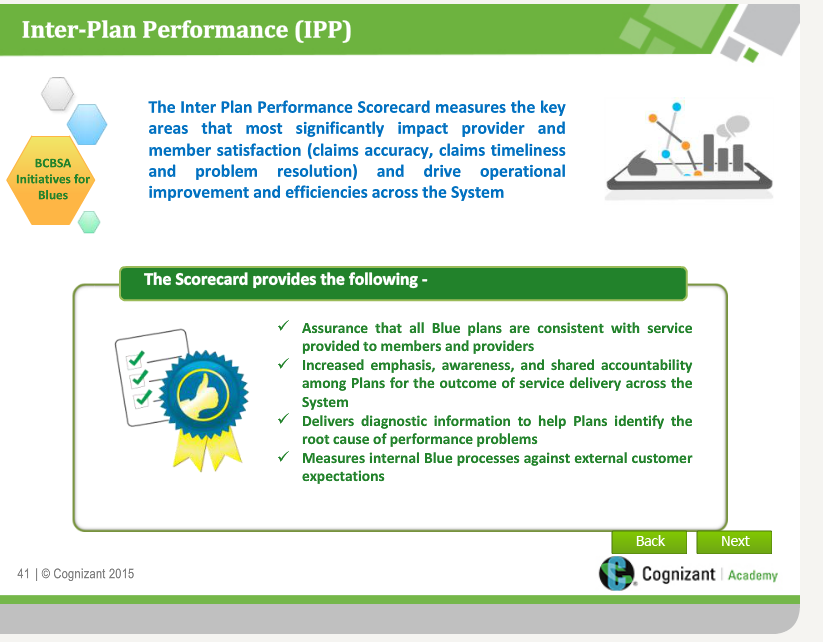 Inter-Plan Performance (IPP)
The Inter Plan Performance Scorecard measures the key
areas that most significantly impact provider and
member satisfaction (claims accuracy, claims timeliness
and problem resolution) and drive operational
improvement and efficiencies across the System
BCBSA
Initiatives for
Blues
The Scorecard provides the following -
✓ Assurance that all Blue plans are consistent with service
provided to members and providers
✓ Increased emphasis, awareness, and shared accountability
among Plans for the outcome of service delivery across the
System
✓ Delivers diagnostic information to help Plans identify the
root cause of performance problems
✓ Measures internal Blue processes against external customer
expectations
Back
Next
41 | © Cognizant 2015
Cognizant | Academy